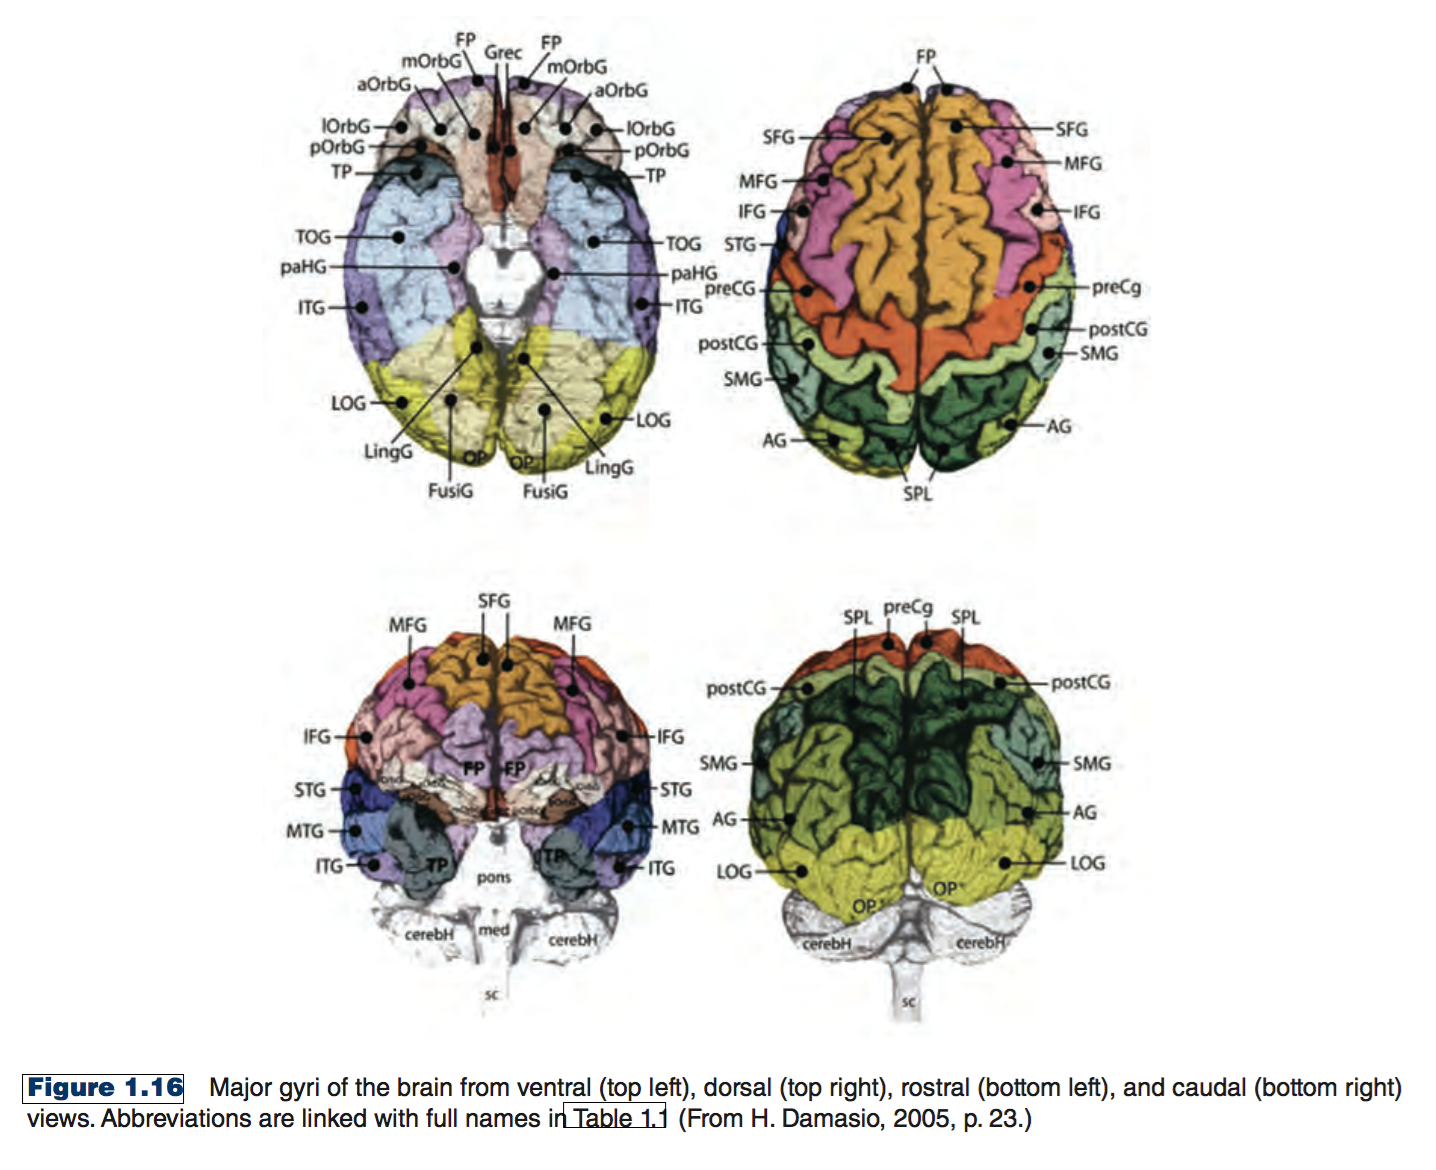 FP
Grec
FP
mOrbG
mOrbG
aOrbG
aOrbG
lOrbG
lOrbG
pOrbG
pOrbG
TP
TP
TOG
TOG
paHG
paHG
ITG
ITG
LOG
LOG
LingG
LingG
OP
OP
FusiG
FusiG
FP
SFG
SFG
MFG
MFG
IFG
IFG
STG
preCG
preCg
postCG
postCG
SMG
SMG
AG
AG
SPL
SFG
MFG
MFG
IFG
IFG
FP
FP
STG
STG
MTG
MTG
ITG
ITG
TP
TP
pons
cerebH
med
cerebH
sc
SPL
preCg
SPL
postCG
postCG
SMG
SMG
AG
AG
LOG
LOG
OP
OP
cerebH
cerebH
sc
Figure 1.16 Major gyri of the brain from ventral (top left), dorsal (top right), rostral (bottom left), and caudal (bottom right)
views. Abbreviations are linked with full names in Table 1.1 (From H. Damasio, 2005, p. 23.)